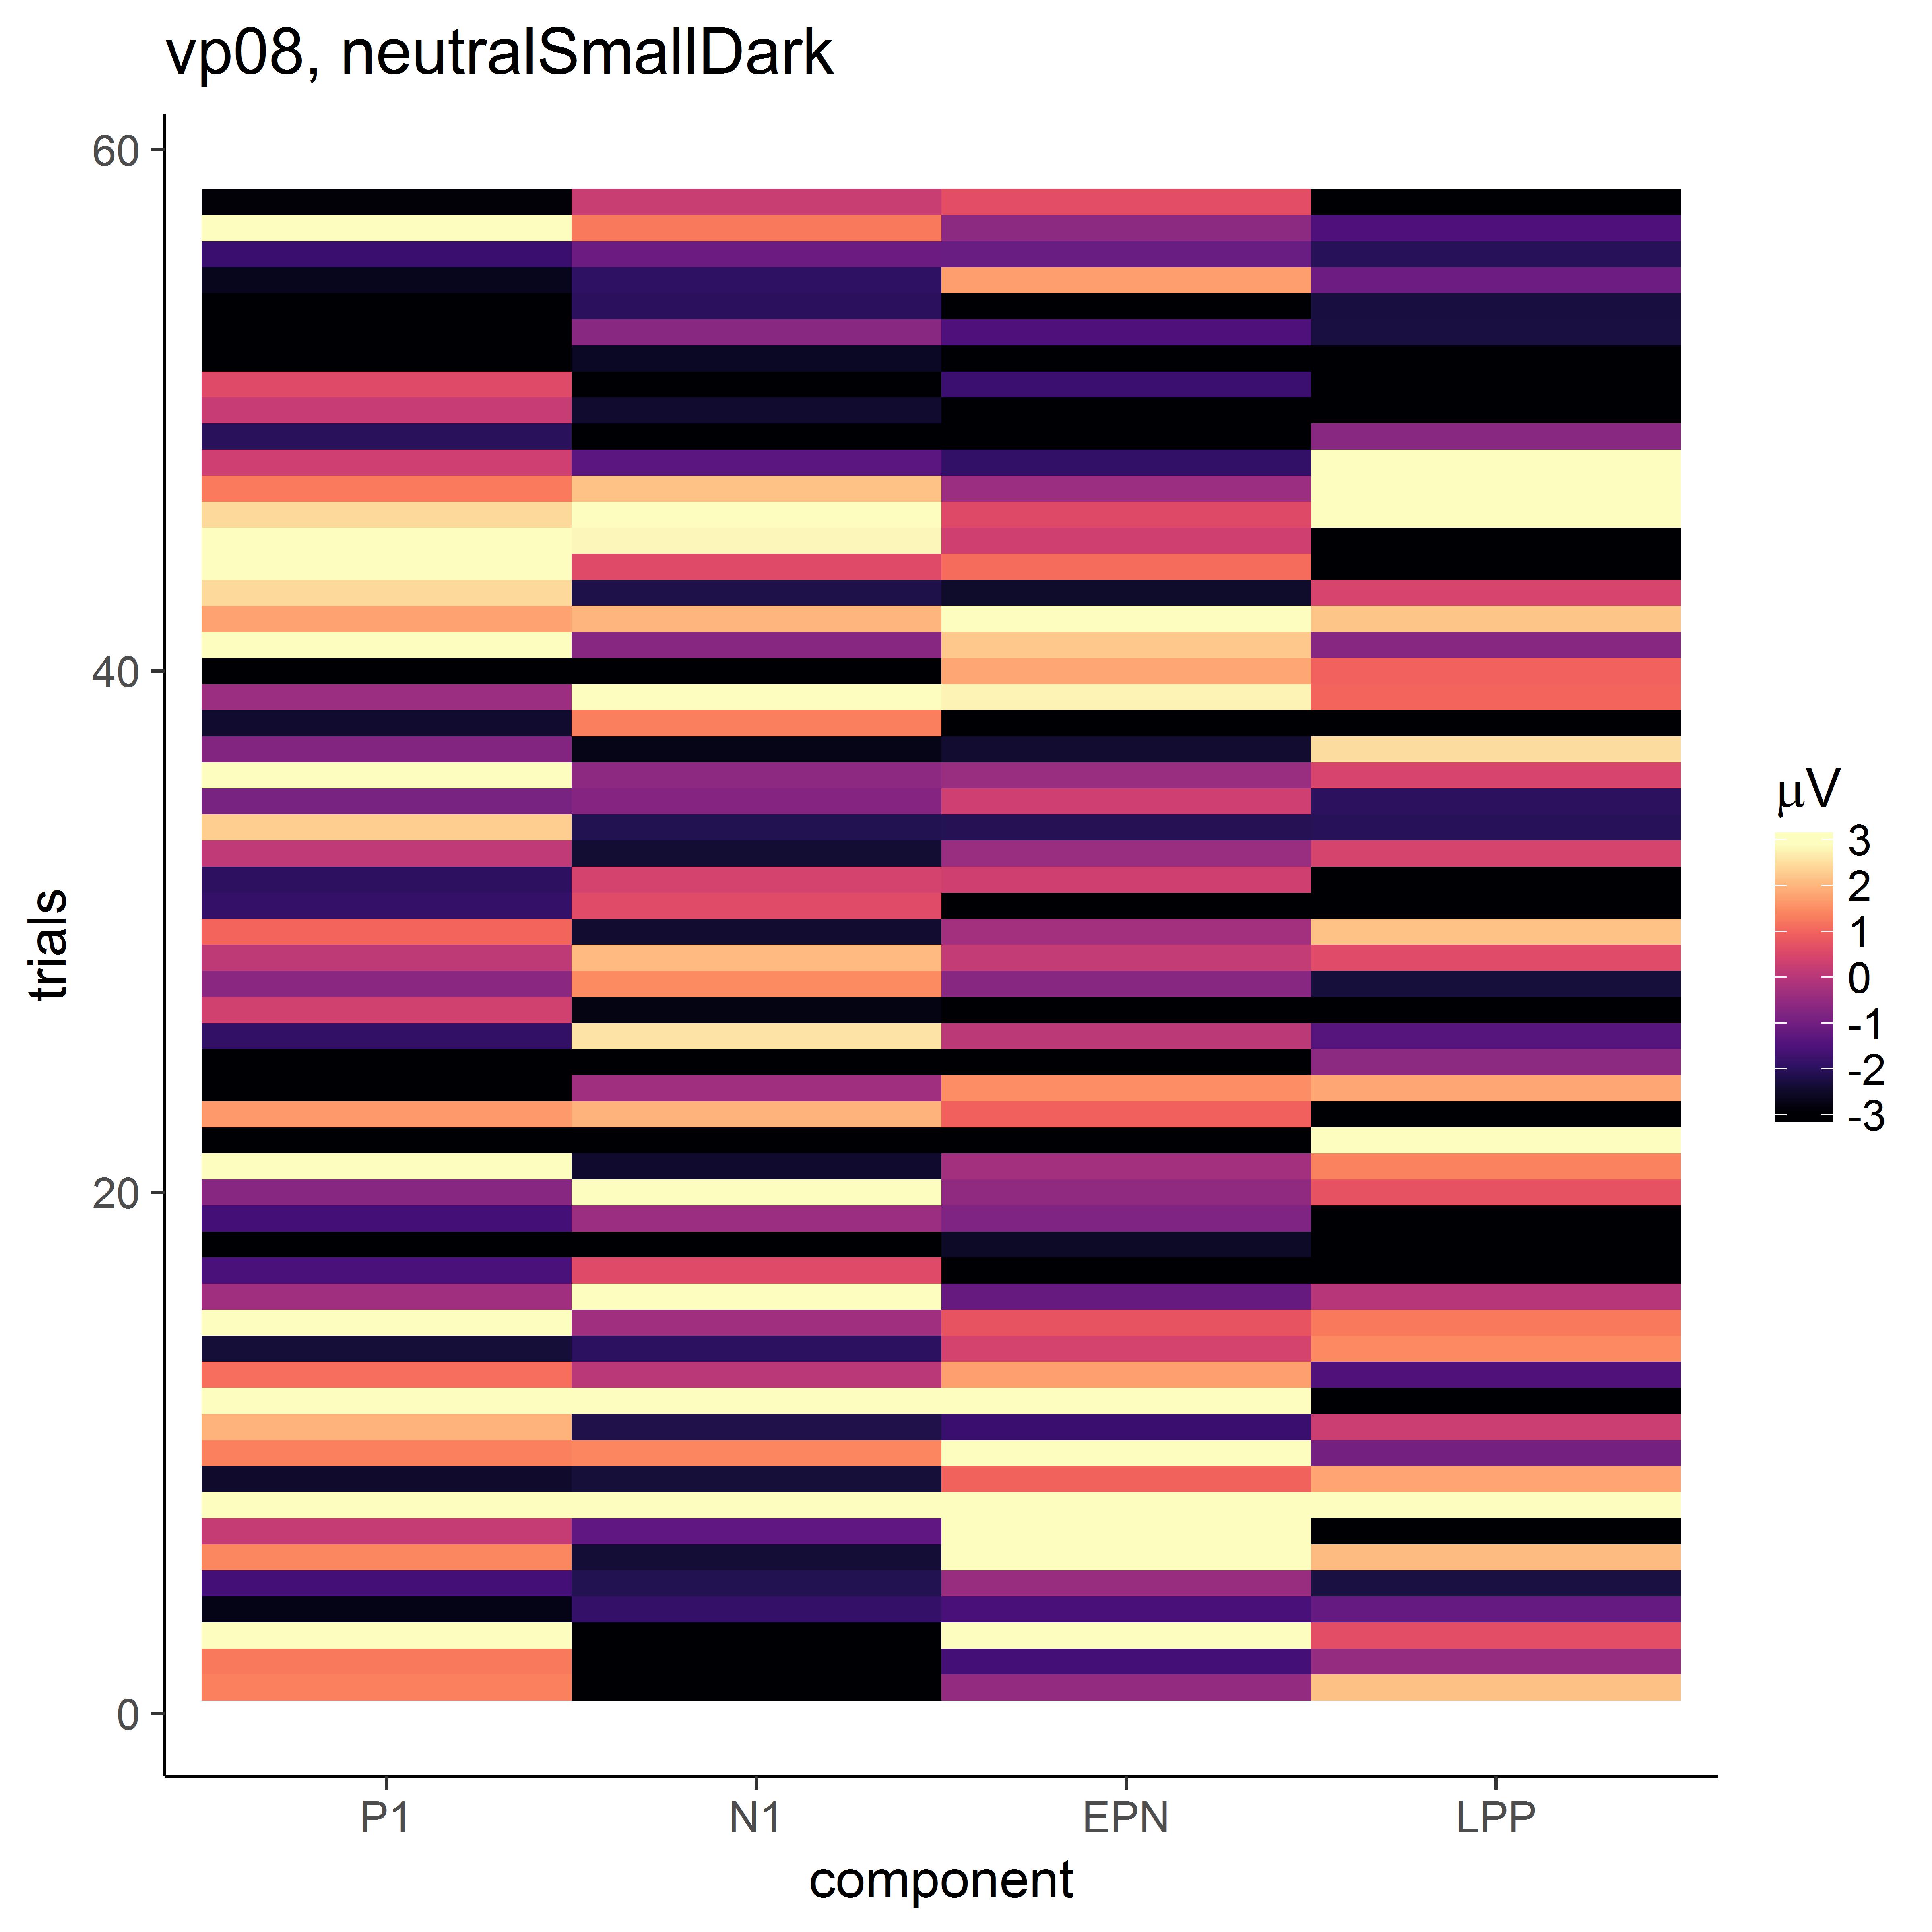 vp08, neutralSmallDark
60
40
20
0
trials
P1 N1 EPN LPP
component
µV
3
2
1
0
-1
-2
-3